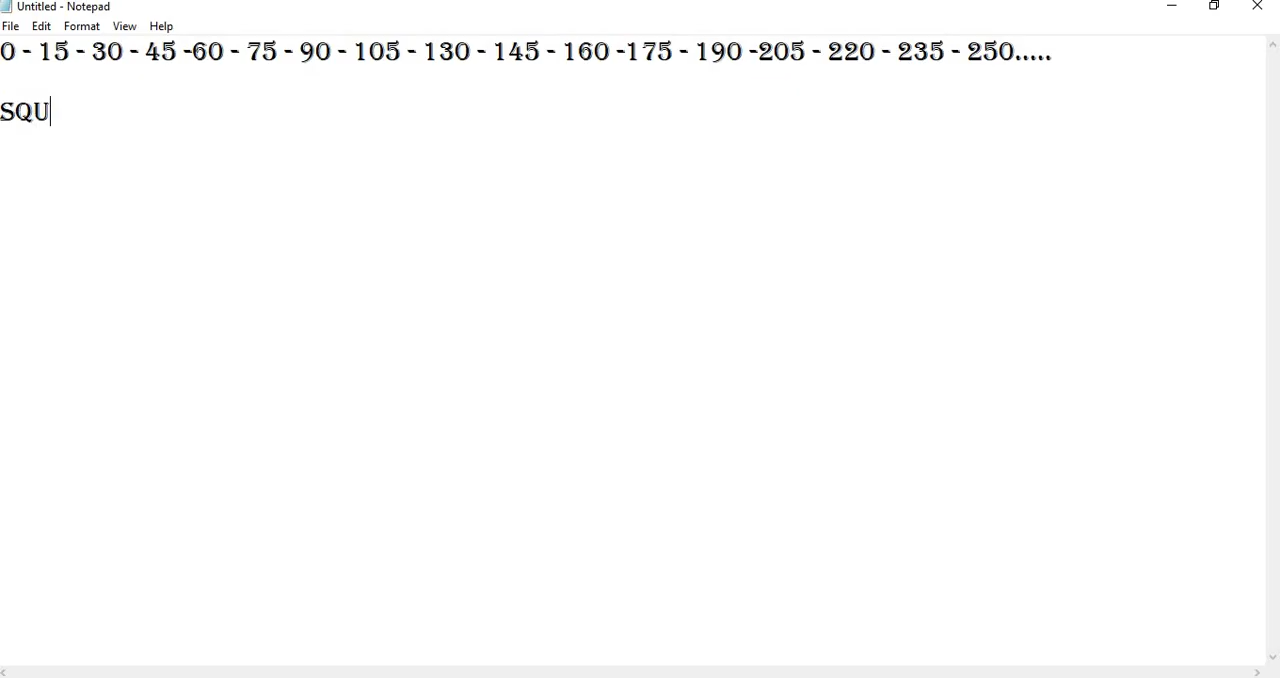 Untitled - Notepad
File Edit Format View Help
0 - 15 - 30 - 45 -60 - 75 - 90 - 105 - 130 - 145 - 160 -175 - 190 -205 - 220 - 235 - 250.....
SQU